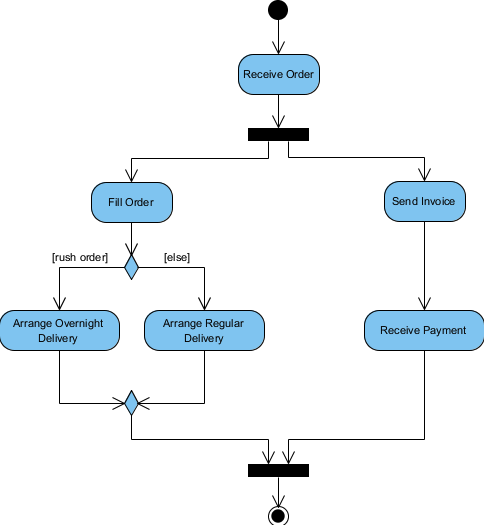 Receive Order
Fill Order
Send Invoice
[rush order]
[else]
Arrange Overnight
Delivery
Arrange Regular
Delivery
Receive Payment